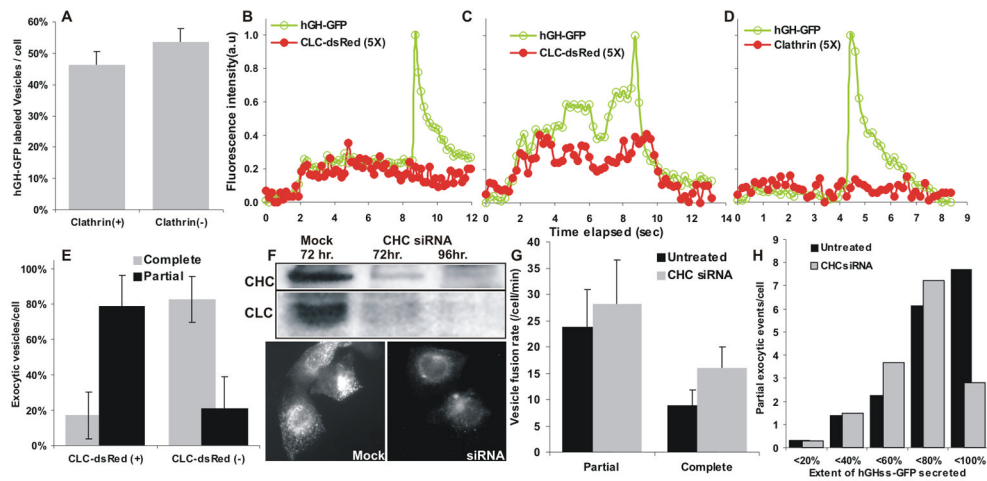 A
hGH-GFP labeled Vesicles / cell
60%
50%
40%
30%
20%
10%
0%
Clathrin(+) Clathrin(-)
B
hGH-GFP
CLC-dsRed (5X)
Fluorescence intensity(a.u)
1.0
0.8
0.6
0.4
0.2
0.0
0 2 4 6 8 10 12
C
hGH-GFP
CLC-dsRed (5X)
0 2 4 6 8 10 12 14
Time elapsed (sec)
D
hGH-GFP
Clathrin (5X)
1 2 3 4 5 6 7 8 9
E
Complete
Partial
Exocytic vesicles/cell
80%
60%
40%
20%
0%
CLC-dsRed (+) CLC-dsRed (-)
F
Mock CHC siRNA
72 hr. 72hr. 96hr.
CHC
CLC
Mock siRNA
G
Untreated
CHC siRNA
Vesicle fusion rate (/cell/min)
40
35
30
25
20
15
10
5
0
Partial Complete
H
Untreated
CHCsiRNA
Partial exocytic events/cell
9
8
7
6
5
4
3
2
1
0
<20% <40% <60% <80% <100%
Extent of hGHss-GFP secreted